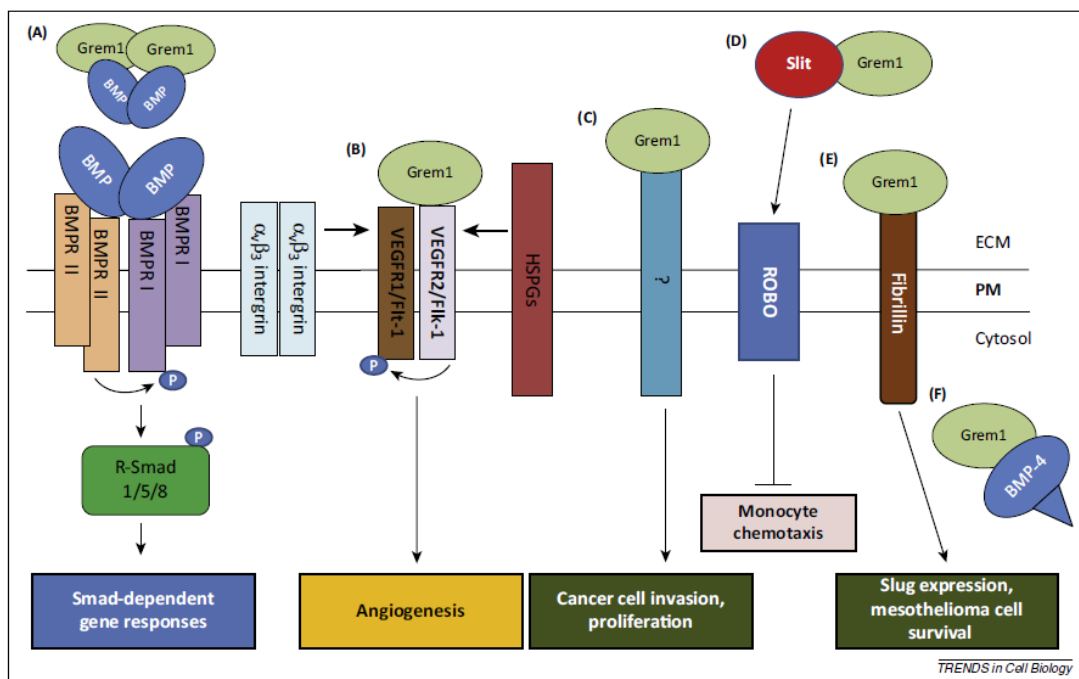 (A)
Grem1
Grem1
BMP
BMP
BMP
BMP
BMPR II
BMPR II
BMPR I
BMPR I
P
P
R-Smad
1/5/8
Smad-dependent
gene responses
αvβ3 intergrin
αvβ3 intergrin
(B)
Grem1
VEGFR1/Flt-1
VEGFR2/Flk-1
P
HSPGs
Angiogenesis
(C)
Grem1
?
Cancer cell invasion,
proliferation
(D)
Slit
Grem1
ROBO
Monocyte
chemotaxis
(E)
Grem1
Fibrillin
ECM
PM
Cytosol
(F)
Grem1
BMP-4
Slug expression,
mesothelioma cell
survival
TRENDS in Cell Biology